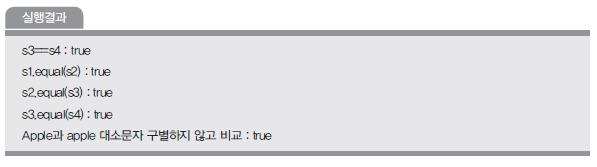 실행결과
s3==s4 : true
s1.equal(s2) : true
s2.equal(s3) : true
s3.equal(s4) : true
Apple과 apple 대소문자 구별하지 않고 비교 : true